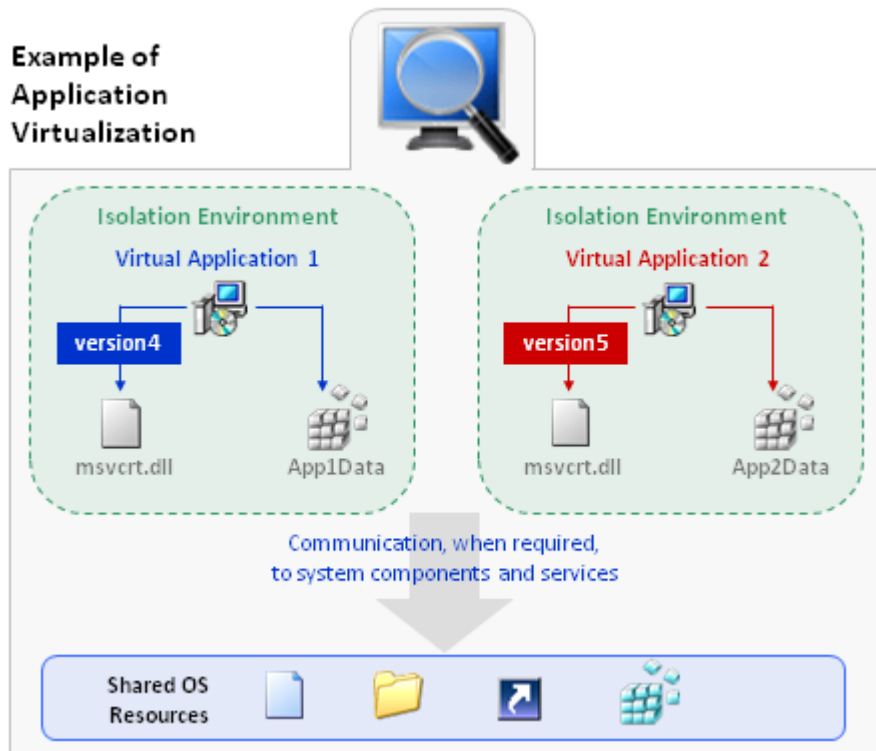 Example of
Application
Virtualization
Isolation Environment
Virtual Application 1
version4
msvcrt.dll
App1Data
Isolation Environment
Virtual Application 2
version5
msvcrt.dll
App2Data
Communication, when required,
to system components and services
Shared OS
Resources